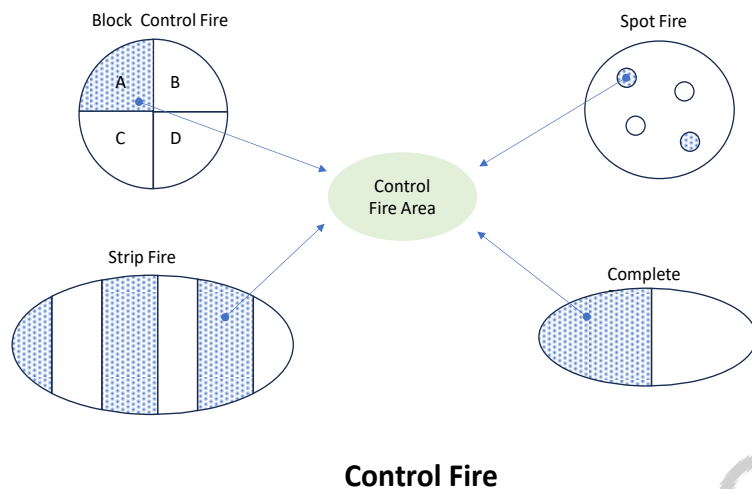 Block Control Fire
Spot Fire
A
B
C
D
Control
Fire Area
Strip Fire
Complete
Control Fire